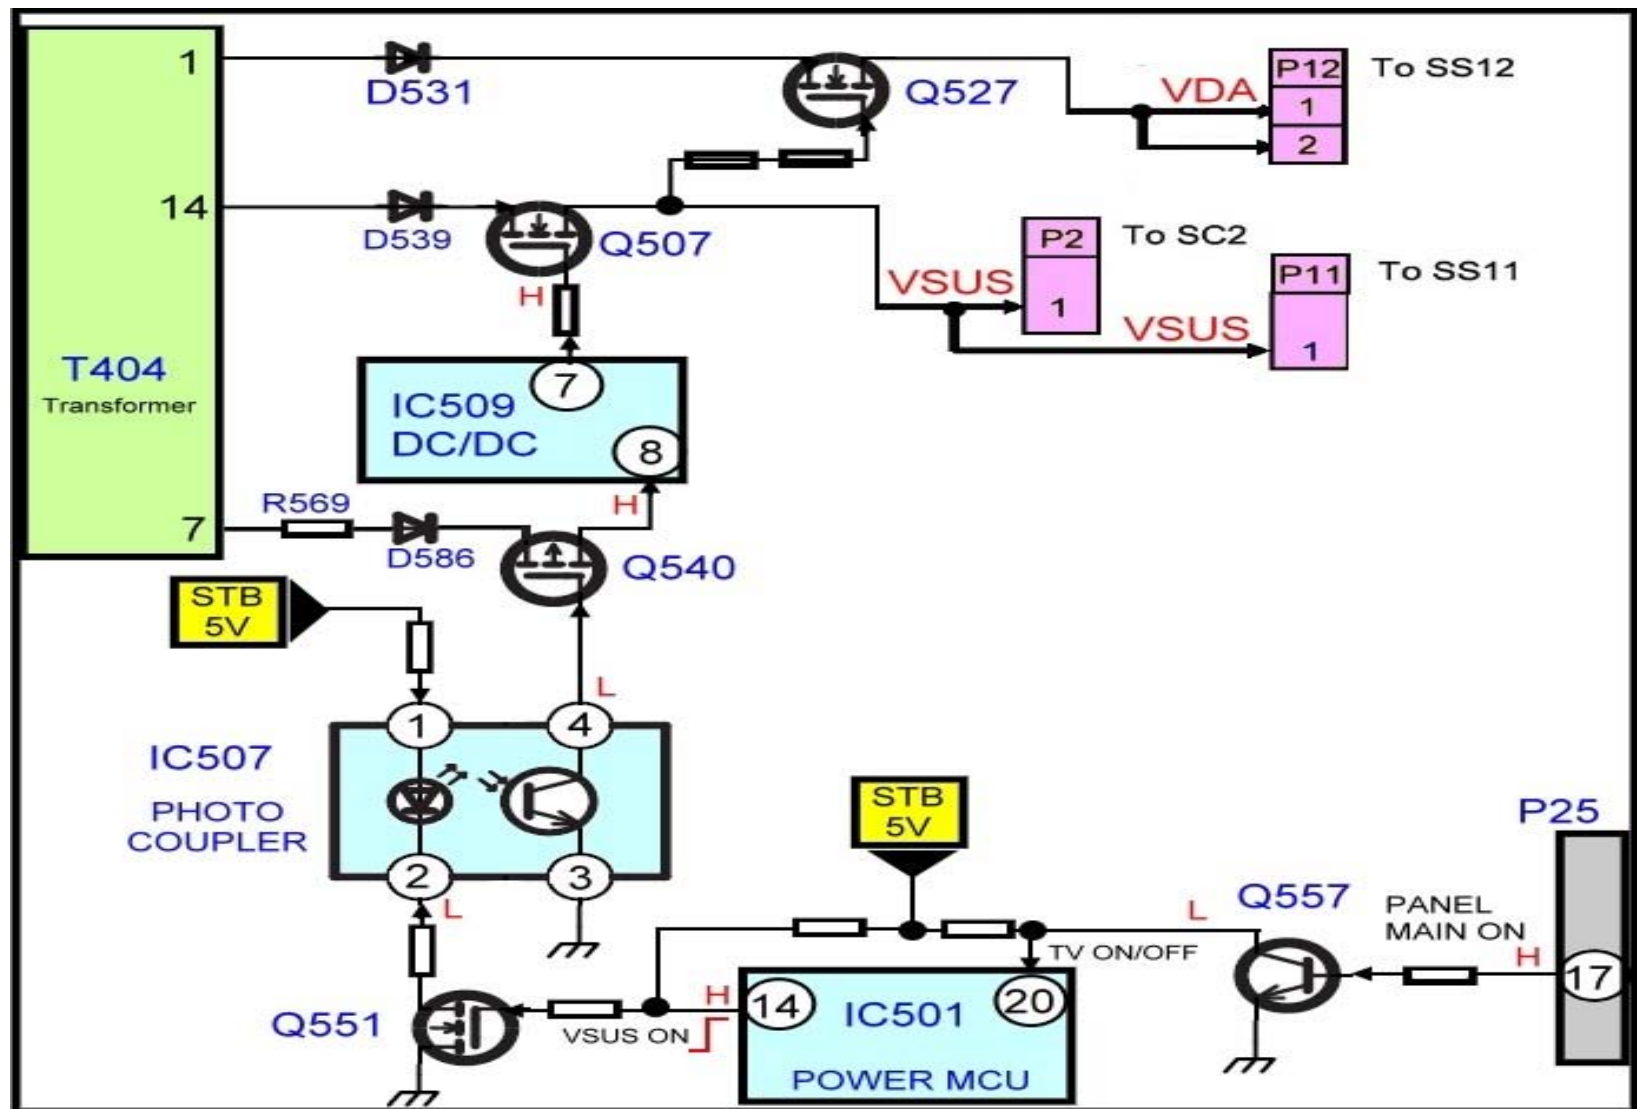 1
D531
Q527
VDA
P12
1
2
To SS12
14
D539
Q507
H
P2
1
To SC2
VSUS
P11
1
To SS11
VSUS
T404
Transformer
7
IC509
DC/DC
8
H
R569
7
D586
Q540
STB
5V
L
1
4
IC507
PHOTO
COUPLER
2
3
L
STB
5V
P25
Q557
L
PANEL
MAIN ON
H
17
TV ON/OFF
Q551
VSUS ON
H
14
IC501
20
POWER MCU